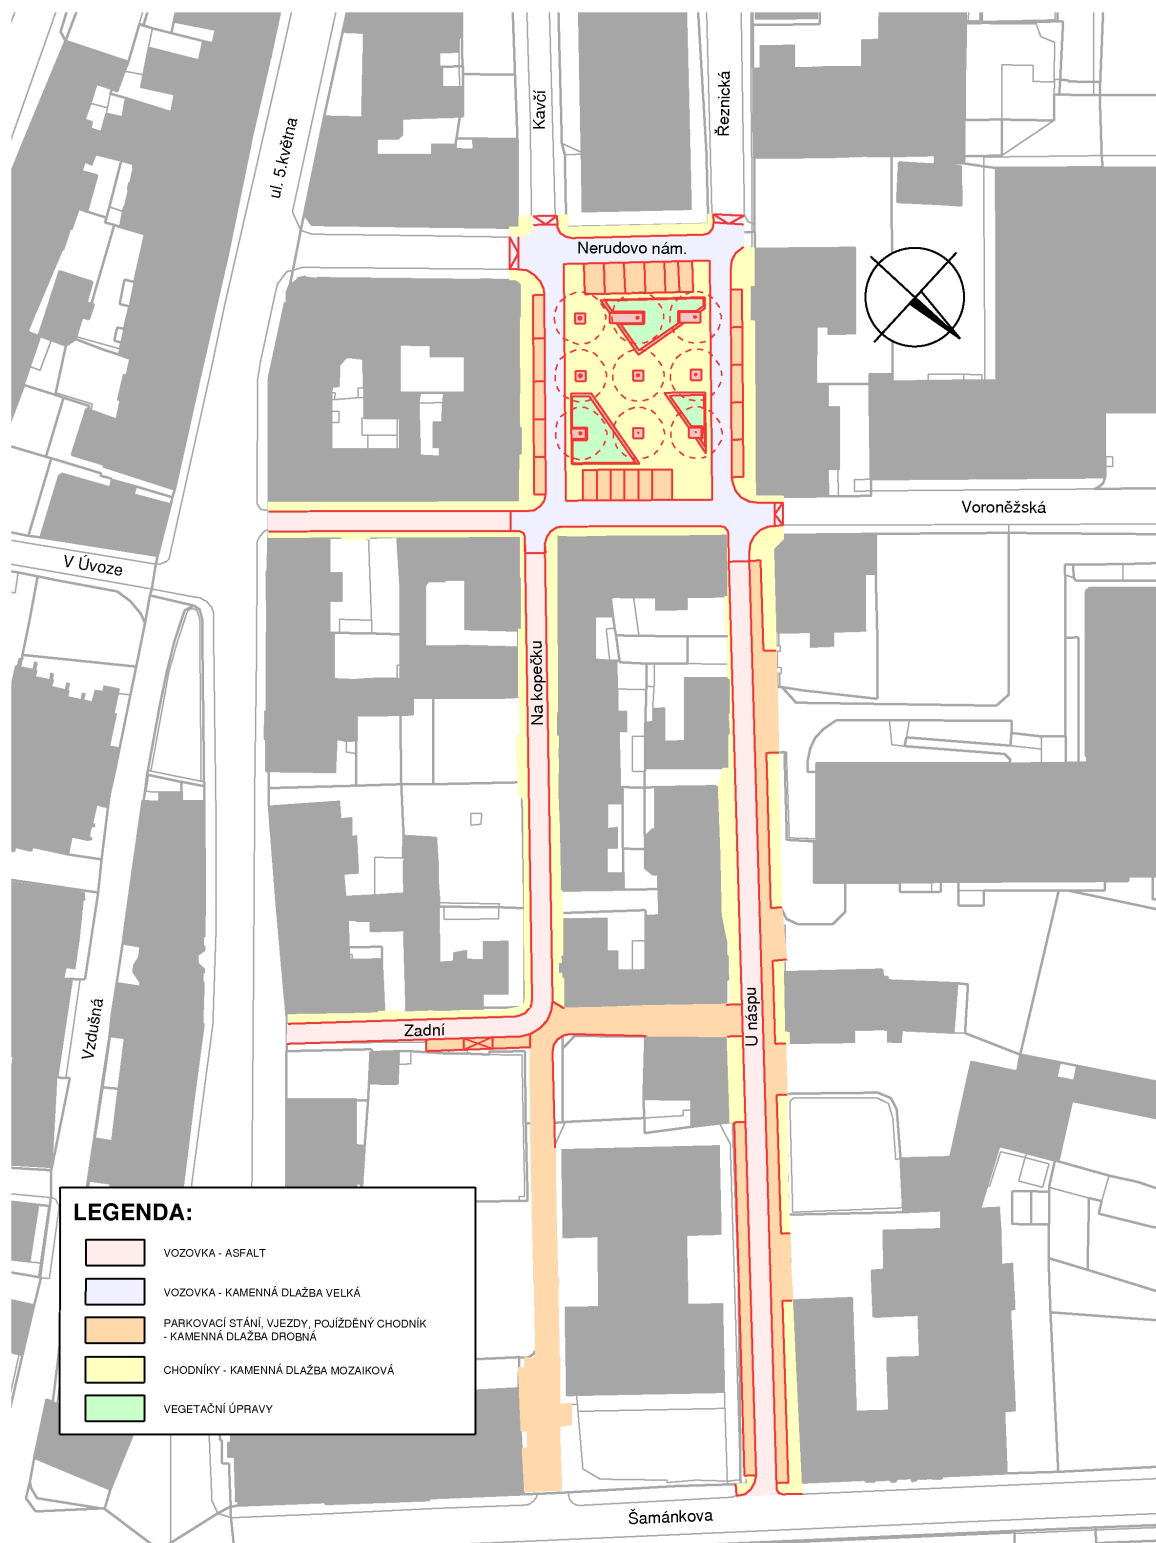 Kavčí
Řeznická
ul. 5.května
Nerudovo nám.
Voroněžská
V Úvoze
Na kopečku
U náspu
Vzdušná
Zadní
LEGENDA:
VOZOVKA - ASFALT
VOZOVKA - KAMENNÁ DLAŽBA VELKÁ
PARKOVACÍ STÁNÍ, VJEZDY, POJÍŽDĚNÝ CHODNÍK
- KAMENNÁ DLAŽBA DROBNÁ
CHODNÍKY - KAMENNÁ DLAŽBA MOZAIKOVÁ
VEGETAČNÍ ÚPRAVY
Šamánkova